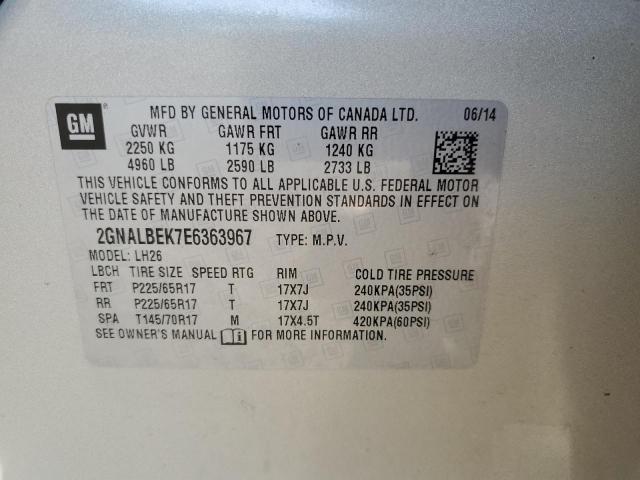 GM
MFD BY GENERAL MOTORS OF CANADA LTD. 06/14
GVWR GAWR FRT GAWR RR
2250 KG 1175 KG 1240 KG
4960 LB 2590 LB 2733 LB
THIS VEHICLE CONFORMS TO ALL APPLICABLE U.S. FEDERAL MOTOR
VEHICLE SAFETY AND THEFT PREVENTION STANDARDS IN EFFECT ON
THE DATE OF MANUFACTURE SHOWN ABOVE.
2GNALBEK7E6363967 TYPE: M.P.V.
MODEL: LH26
LBCH TIRE SIZE SPEED RTG RIM COLD TIRE PRESSURE
FRT P225/65R17 T 17X7J 240KPA(35PSI)
RR P225/65R17 T 17X7J 240KPA(35PSI)
SPA T145/70R17 M 17X4.5T 420KPA(60PSI)
SEE OWNER'S MANUAL FOR MORE INFORMATION.